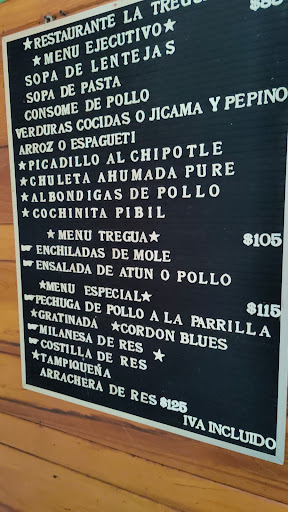 ★RESTAURANTE LA TREGUA
★MENU EJECUTIVO★
SOPA DE LENTEJAS
SOPA DE PASTA
CONSOME DE POLLO
VERDURAS COCIDAS O JICAMA Y PEPINO
ARROZ O ESPAGUETI
★PICADILLO AL CHIPOTLE
★CHULETA AHUMADA PURE
★ALBONDIGAS DE POLLO
★COCHINITA PIBIL
★MENU TREGUA★ $105
☛ENCHILADAS DE MOLE
☛ENSALADA DE ATUN O POLLO
★MENU ESPECIAL★ $115
☛PECHUGA DE POLLO A LA PARRILLA
★GRATINADA ★CORDON BLUES
☛MILANESA DE RES ★
☛COSTILLA DE RES
★TAMPIQUEÑA
ARRACHERA DE RES $125
IVA INCLUIDO